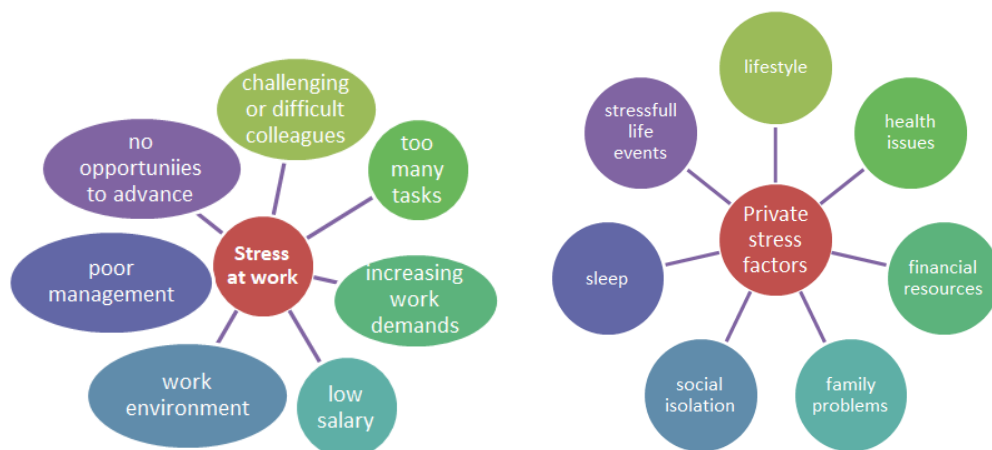 challenging
or difficult
colleagues
too
many
tasks
increasing
work
demands
low
salary
work
environment
poor
management
no
opportuniies
to advance
Stress
at work
lifestyle
health
issues
financial
resources
family
problems
social
isolation
sleep
stressfull
life
events
Private
stress
factors